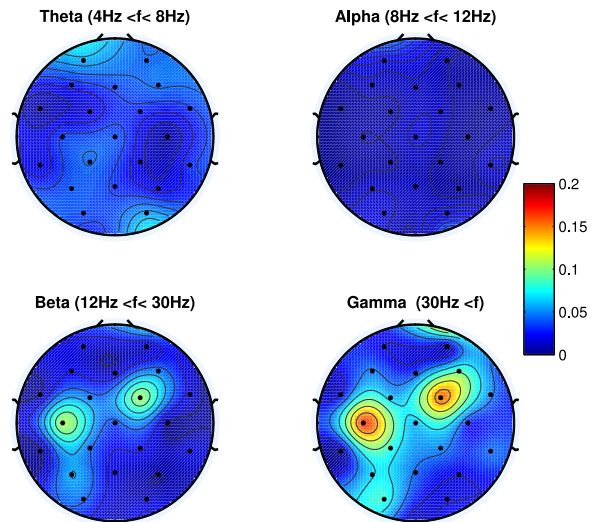 Theta (4Hz <f< 8Hz)
Alpha (8Hz <f< 12Hz)
0.2
0.15
0.1
0.05
0
Beta (12Hz <f< 30Hz)
Gamma  (30Hz <f)